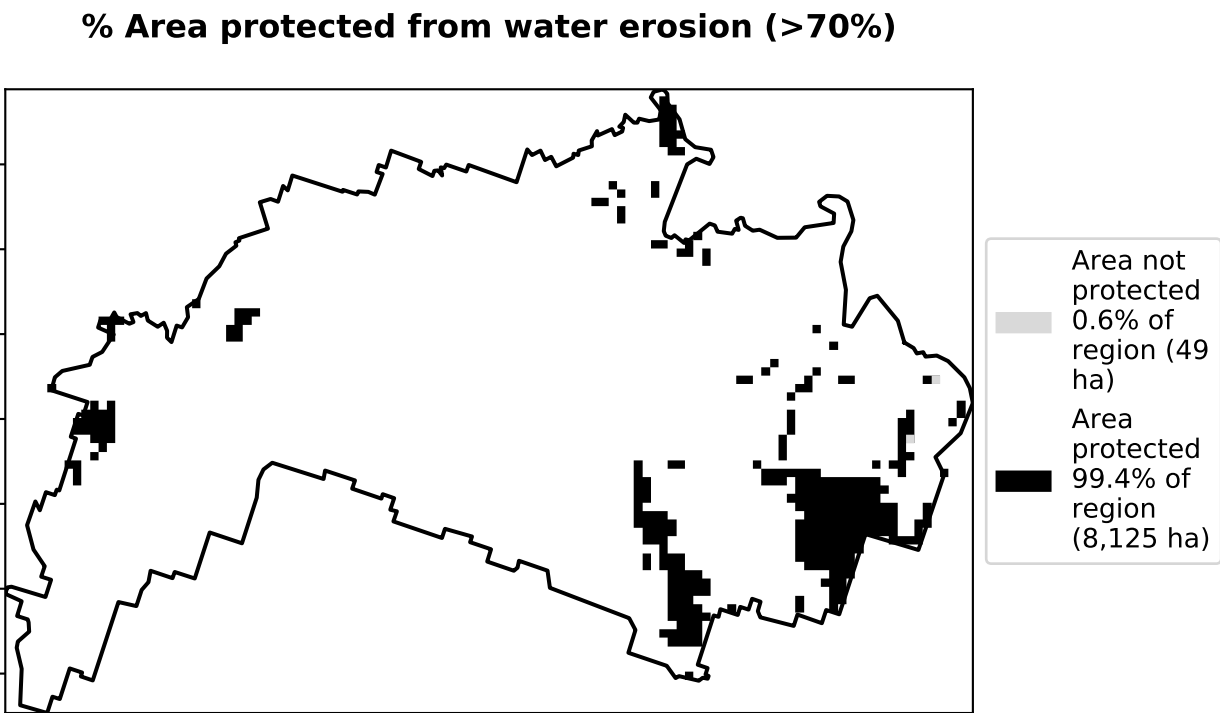 % Area protected from water erosion (>70%)
Area not
protected
0.6% of
region (49
ha)
Area
protected
99.4% of
region
(8,125 ha)